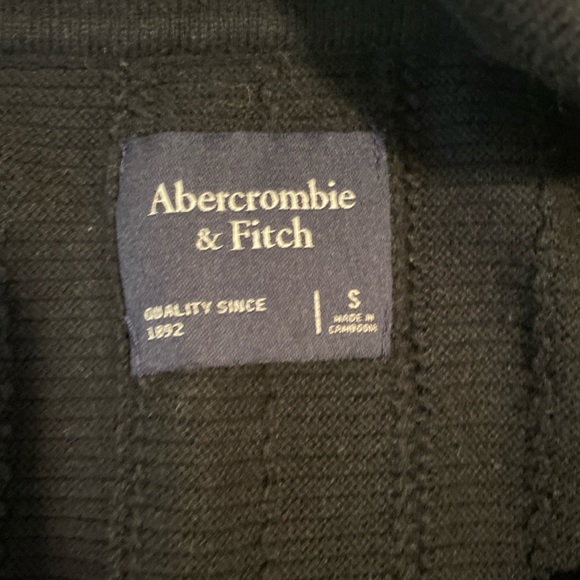 Abercrombie
& Fitch
QUALITY SINCE
1892
S
MADE IN
CAMBODIA